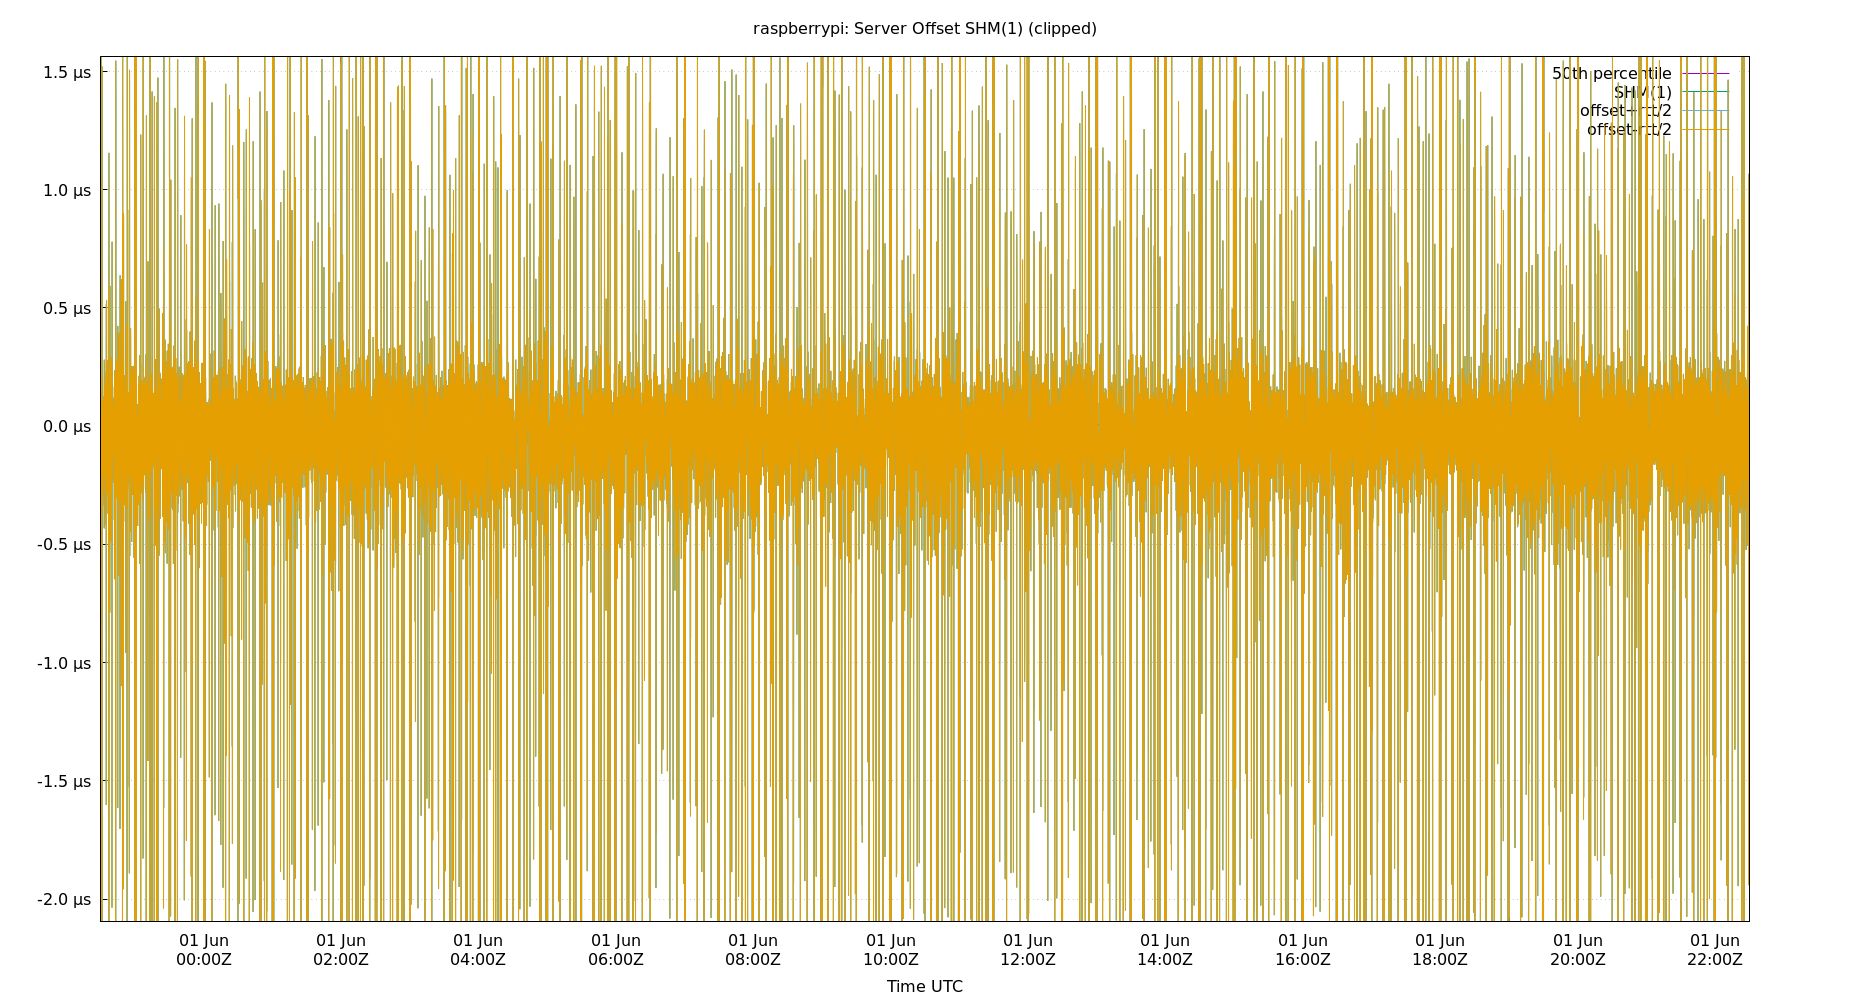 raspberrypi: Server Offset SHM(1) (clipped)
1.5 µs
1.0 µs
0.5 µs
0.0 µs
-0.5 µs
-1.0 µs
-1.5 µs
-2.0 µs
50th percentile
SHM(1)
offset+rtt/2
offset-rtt/2
01 Jun 01 Jun 01 Jun 01 Jun 01 Jun 01 Jun 01 Jun 01 Jun 01 Jun 01 Jun 01 Jun 01 Jun
00:00Z 02:00Z 04:00Z 06:00Z 08:00Z 10:00Z 12:00Z 14:00Z 16:00Z 18:00Z 20:00Z 22:00Z
Time UTC